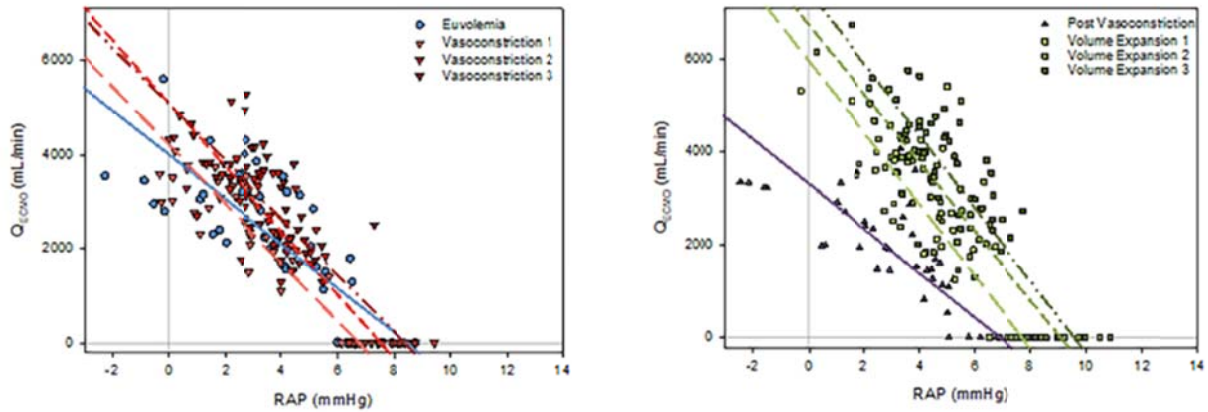 Euvolemia
Vasoconstriction 1
Vasoconstriction 2
Vasoconstriction 3
6000
4000
2000
0
-2 0 2 4 6 8 10 12 14
Q_ECMO (mL/min)
RAP (mmHg)
Post Vasoconstriction
Volume Expansion 1
Volume Expansion 2
Volume Expansion 3
6000
4000
2000
0
-2 0 2 4 6 8 10 12 14
Q_ECMO (mL/min)
RAP (mmHg)